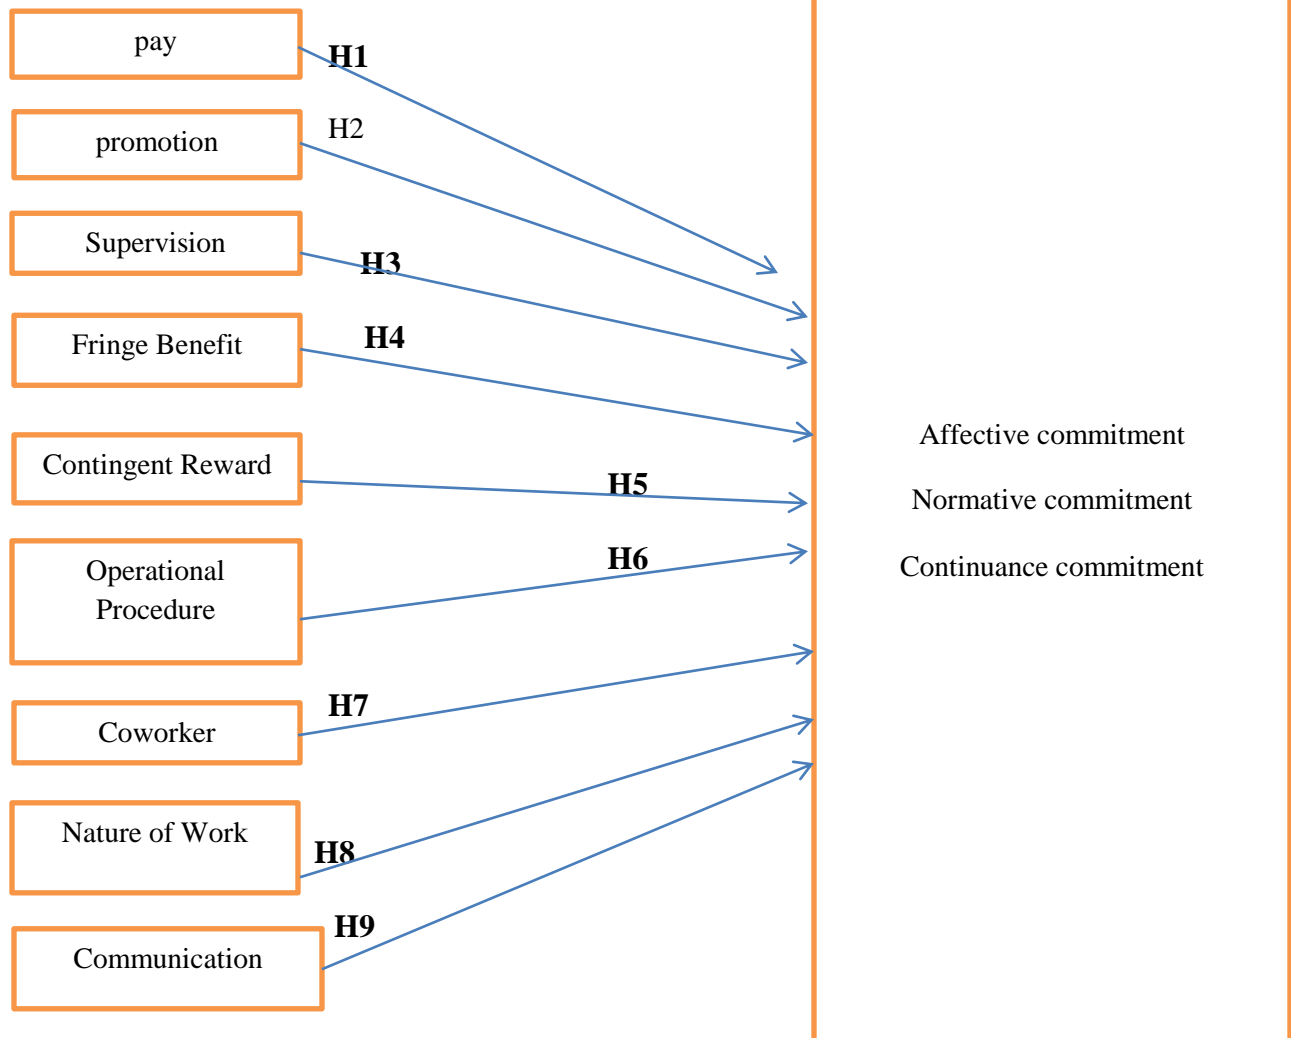 pay
H1
promotion
H2
Supervision
H3
Fringe Benefit
H4
Contingent Reward
H5
Operational
Procedure
H6
Coworker
H7
Nature of Work
H8
Communication
H9
Affective commitment
Normative commitment
Continuance commitment